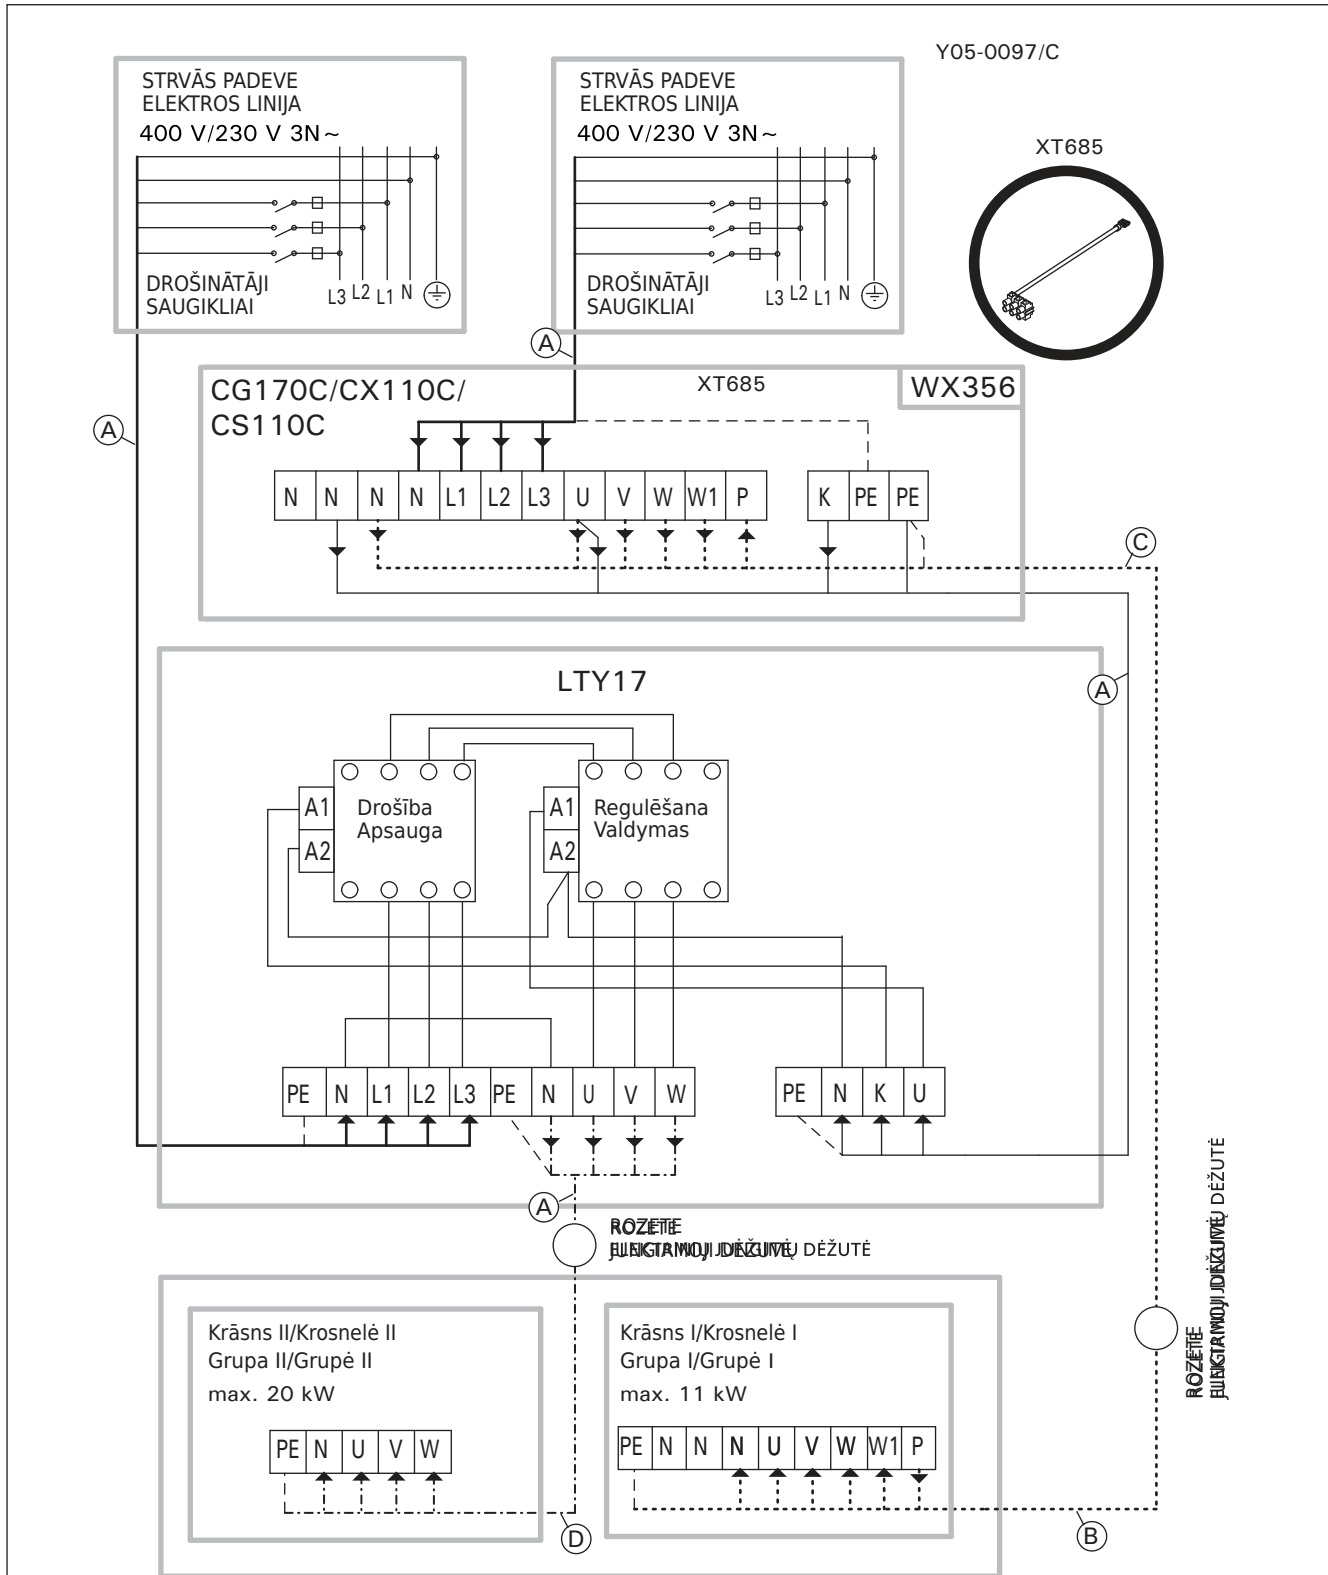 Y05-0097/C
STRVĀS PADEVE
ELEKTROS LINIJA
400 V/230 V 3N~
DROŠINĀTĀJI
SAUGIKLIAI
L3 L2 L1 N
STRVĀS PADEVE
ELEKTROS LINIJA
400 V/230 V 3N~
DROŠINĀTĀJI
SAUGIKLIAI
L3 L2 L1 N
XT685
A
A
CG170C/CX110C/
CS110C
XT685
WX356
N N N N L1 L2 L3 U V W W1 P
K PE PE
C
LTY17
A
A1
A2
Drošība
Apsauga
A1
A2
Regulēšana
Valdymas
PE N L1 L2 L3 PE N U V W
PE N K U
A
ROZETE
DĖŽUTĖ
ROZETE
DĖŽUTĖ
Krāsns II/Krosnelė II
Grupa II/Grupė II
max. 20 kW
PE N U V W
D
Krāsns I/Krosnelė I
Grupa I/Grupė I
max. 11 kW
PE N N N U V W W1 P
B